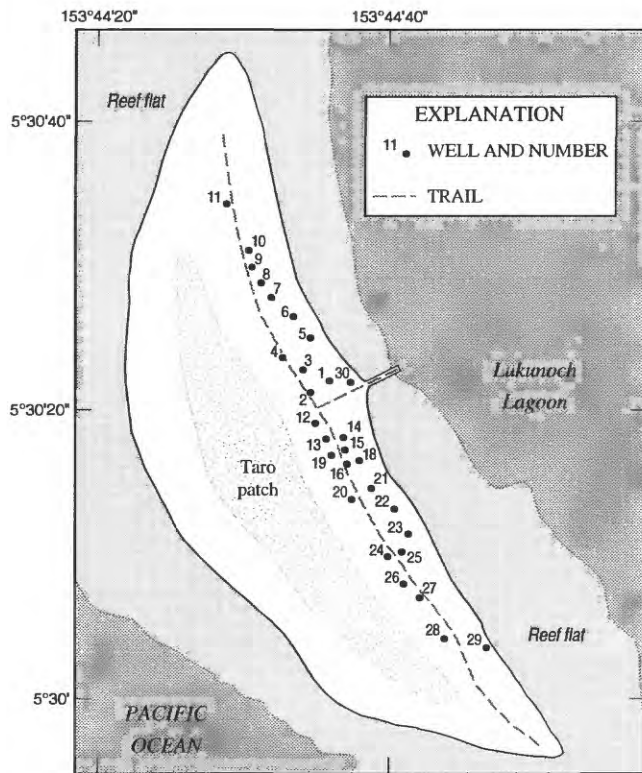 153°44'20" 153°44'40"
Reef flat
5°30'40"
EXPLANATION
11 WELL AND NUMBER
TRAIL
11
10
9
8
7
6
5
4
3
1 30
2
Lukunoch
Lagoon
5°30'20"
12
14
13
15
19
18
16
Taro
patch
20
21
22
23
24
25
26
27
28
29
Reef flat
5°30'
PACIFIC
OCEAN